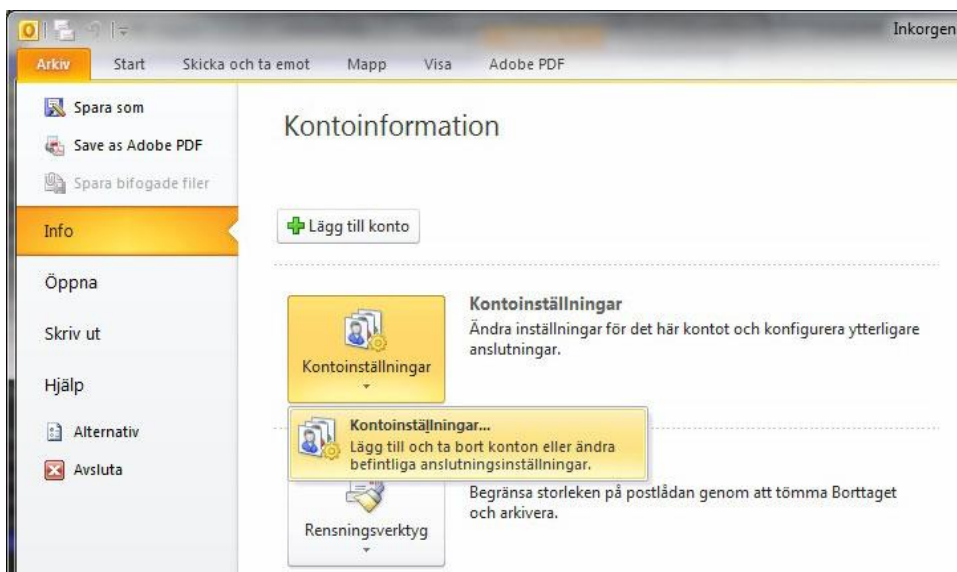 Inkorgen
Arkiv Start Skicka och ta emot Mapp Visa Adobe PDF
Spara som
Save as Adobe PDF
Spara bifogade filer
Info
Öppna
Skriv ut
Hjälp
Alternativ
Avsluta
Kontoinformation
Lägg till konto
Kontoinställningar
Kontoinställningar
Ändra inställningar för det här kontot och konfigurera ytterligare
anslutningar.
Kontoinställningar...
Lägg till och ta bort konton eller ändra
befintliga anslutningsinställningar.
Rensningsverktyg
Begränsa storleken på postlådan genom att tömma Borttaget
och arkivera.